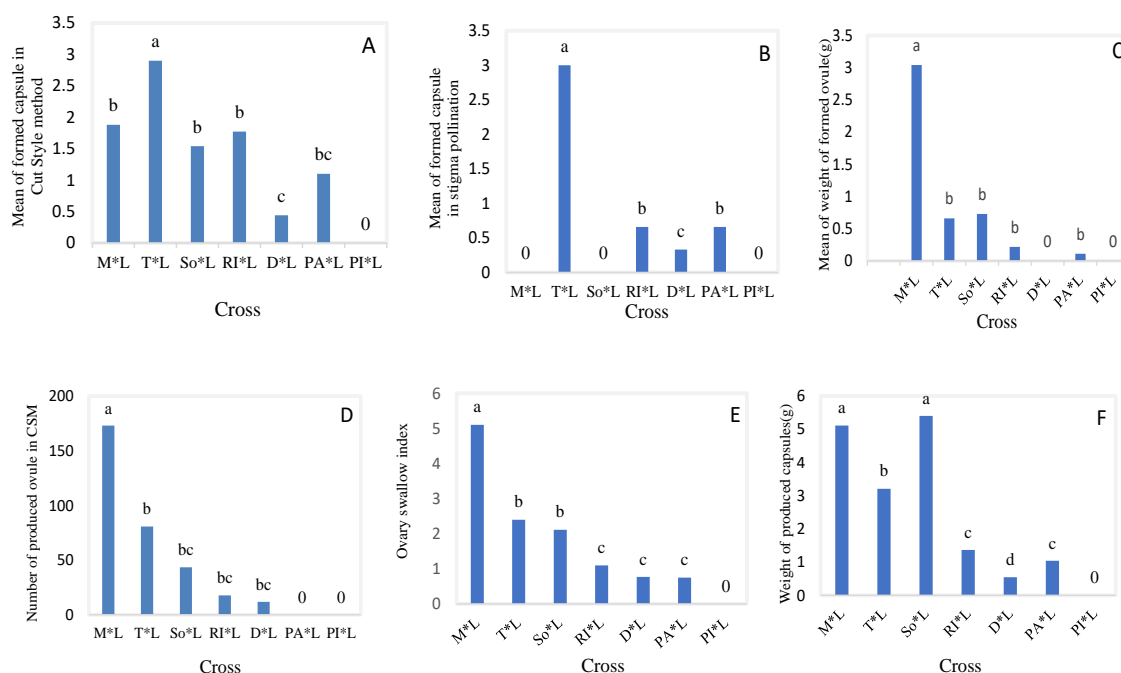 A
Mean of formed capsule in
Cut Style method
3.5
3
2.5
2
1.5
1
0.5
0
b
a
b
b
c
bc
0
M*L T*L So*L RI*L D*L PA*L PI*L
Cross
B
Mean of formed capsule
in stigma pollination
3.5
3
2.5
2
1.5
1
0.5
0
0
a
0
b
c
b
0
M*L T*L So*L RI*L D*L PA*L PI*L
Cross
C
Mean of weight of formed ovule(g)
3.5
3
2.5
2
1.5
1
0.5
0
a
b
b
b
0
b
0
M*L T*L So*L RI*L D*L PA*L PI*L
Cross
D
Number of produced ovule in CSM
200
150
100
50
0
a
b
bc
bc
bc
0
0
M*L T*L So*L RI*L D*L PA*L PI*L
Cross
E
Ovary swallow index
6
5
4
3
2
1
0
a
b
b
c
c
c
0
M*L T*L So*L RI*L D*L PA*L PI*L
Cross
F
Weight of produced capsules(g)
6
5
4
3
2
1
0
a
b
a
c
d
c
0
M*L T*L So*L RI*L D*L PA*L PI*L
Cross